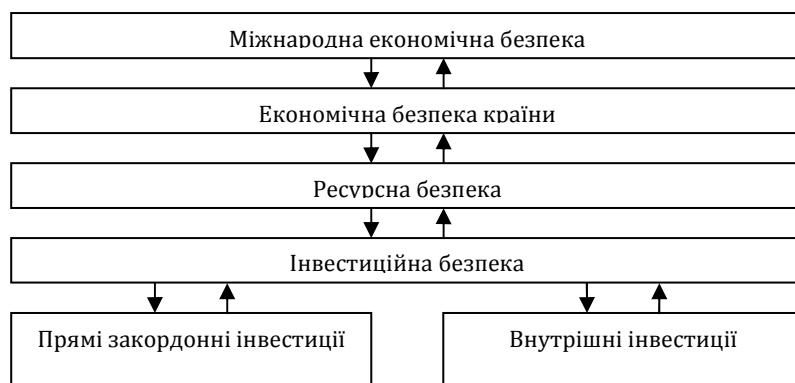 Міжнародна економічна безпека
Економічна безпека країни
Ресурсна безпека
Інвестиційна безпека
Прямі закордонні інвестиції
Внутрішні інвестиції